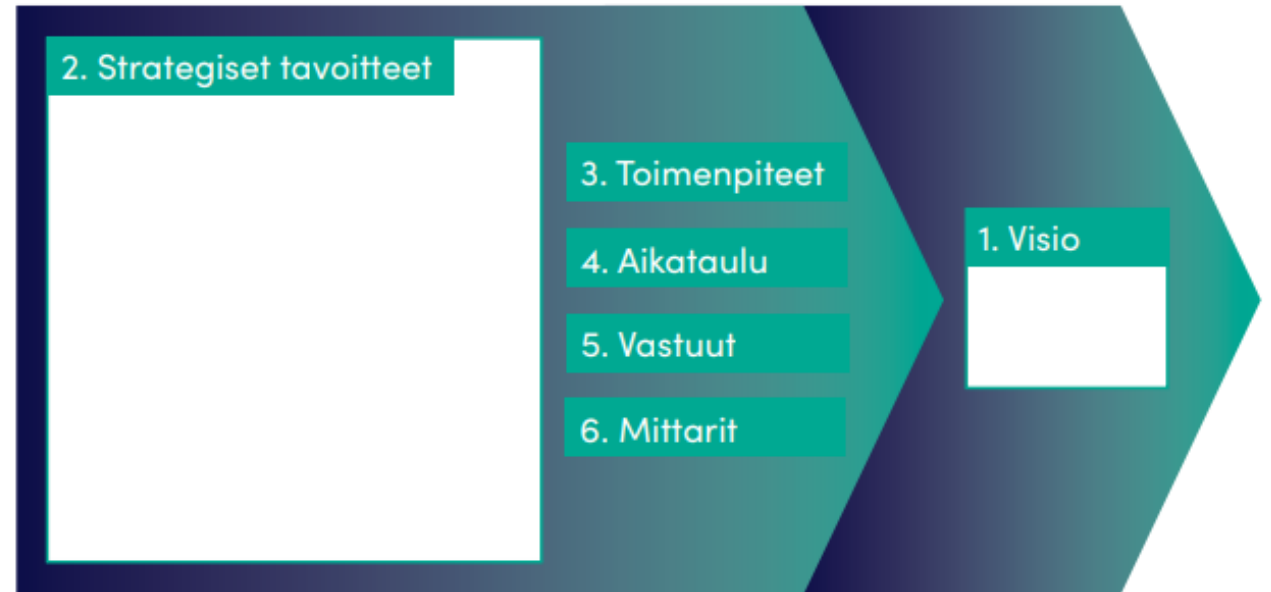 2. Strategiset tavoitteet
3. Toimenpiteet
4. Aikataulu
5. Vastuut
6. Mittarit
1. Visio